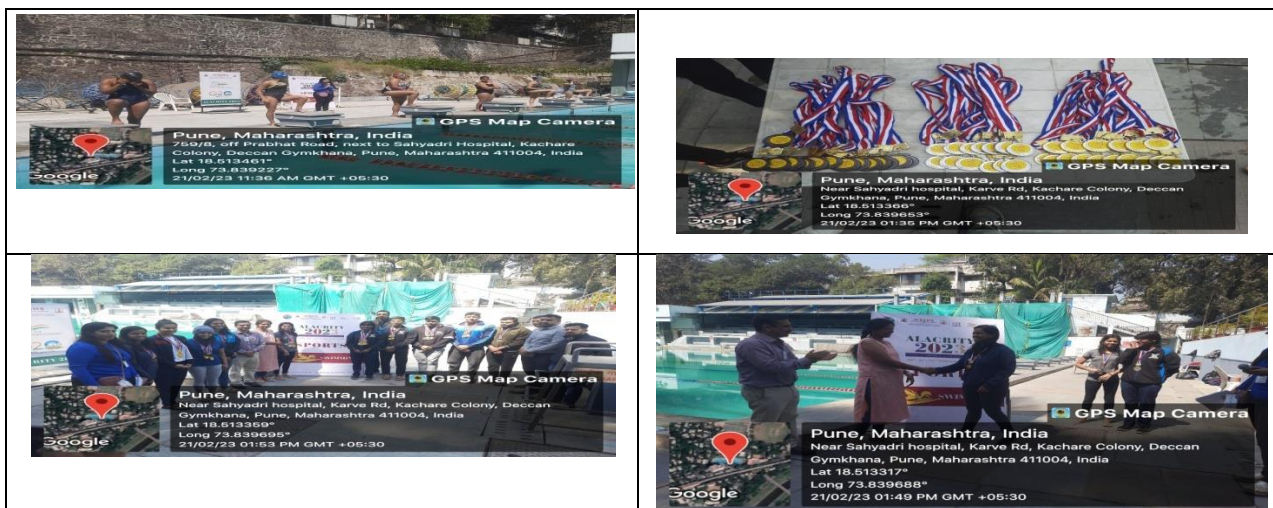 GPS Map Camera
Pune, Maharashtra, India
759/8, off Prabhat Road, next to Sahyadri Hospital, Kachare
Colony, Deccan Gymkhana, Pune, Maharashtra 411004, India
Lat 18.513461°
Long 73.839227°
21/02/23 11:36 AM GMT +05:30
Google
GPS Map Camera
Pune, Maharashtra, India
Near Sahyadri hospital, Karve Rd, Kachare Colony, Deccan
Gymkhana, Pune, Maharashtra 411004, India
Lat 18.513366°
Long 73.839653°
21/02/23 01:35 PM GMT +05:30
Google
ALACRITY
2023
SPORTS
GPS Map Camera
Pune, Maharashtra, India
Near Sahyadri hospital, Karve Rd, Kachare Colony, Deccan
Gymkhana, Pune, Maharashtra 411004, India
Lat 18.513359°
Long 73.839695°
21/02/23 01:53 PM GMT +05:30
Google
ALACRITY
2023
GPS Map Camera
Pune, Maharashtra, India
Near Sahyadri hospital, Karve Rd, Kachare Colony, Deccan
Gymkhana, Pune, Maharashtra 411004, India
Lat 18.513317°
Long 73.839688°
21/02/23 01:49 PM GMT +05:30
Google